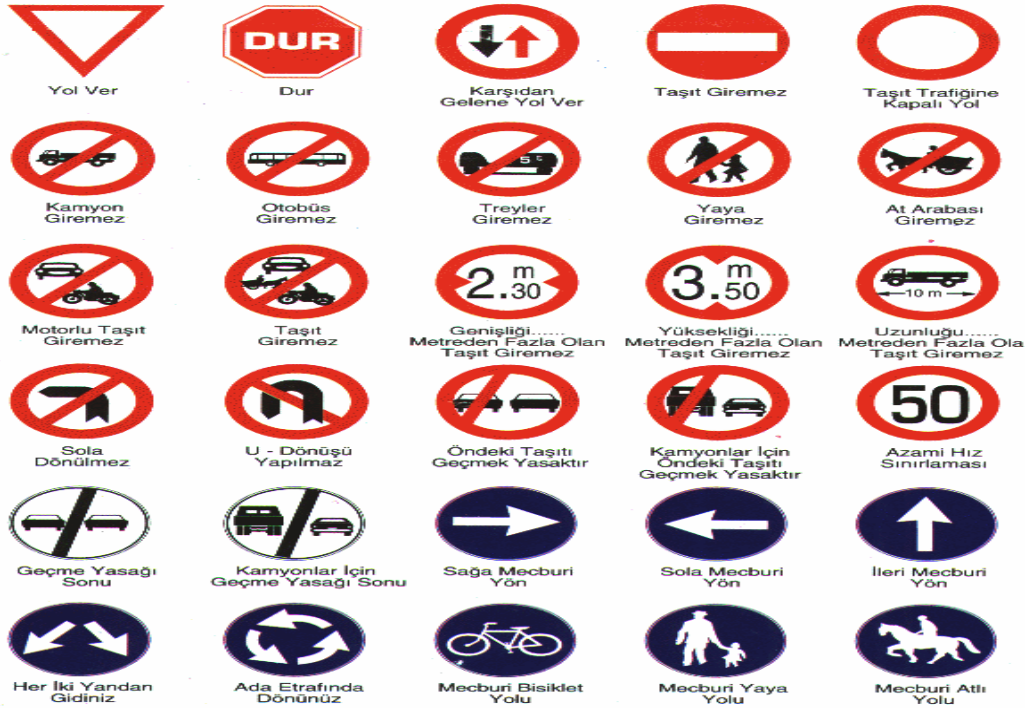 DUR
Yol Ver
Dur
Karşıdan
Gelene Yol Ver
Taşıt Giremez
Taşıt Trafiğine
Kapalı Yol
5 t
Kamyon
Giremez
Otobüs
Giremez
Treyler
Giremez
Yaya
Giremez
At Arabası
Giremez
2.30 m
3.50 m
10 m
Motorlu Taşıt
Giremez
Taşıt
Giremez
Genişliği......
Metreden Fazla Olan
Taşıt Giremez
Yüksekliği......
Metreden Fazla Olan
Taşıt Giremez
Uzunluğu......
Metreden Fazla Ola
Taşıt Giremez
50
Sola
Dönülmez
U - Dönüşü
Yapılmaz
Öndeki Taşıtı
Geçmek Yasaktır
Kamyonlar İçin
Öndeki Taşıtı
Geçmek Yasaktır
Azami Hız
Sınırlaması
Geçme Yasağı
Sonu
Kamyonlar İçin
Geçme Yasağı Sonu
Sağa Mecburi
Yön
Sola Mecburi
Yön
İleri Mecburi
Yön
Her İki Yandan
Gidiniz
Ada Etrafında
Dönünüz
Mecburi Bisiklet
Yolu
Mecburi Yaya
Yolu
Mecburi Atlı
Yolu